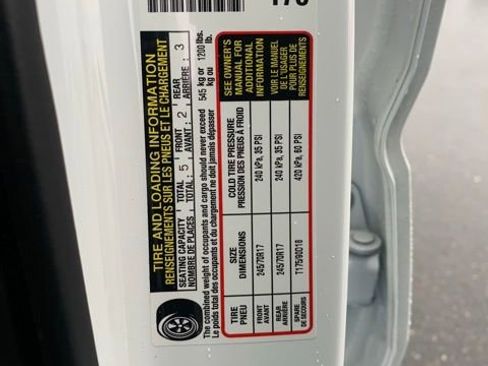 TIRE AND LOADING INFORMATION
RENSEIGNEMENTS SUR LES PNEUS ET LE CHARGEMENT
SEATING CAPACITY TOTAL : 5 FRONT : 2 REAR : 3
NOMBRE DE PLACES TOTAL : 5 AVANT : 2 ARRIÈRE : 3
The combined weight of occupants and cargo should never exceed 545 kg or 1200 lbs.
Le poids total des occupants et du chargement ne doit jamais dépasser 545 kg ou 1200 lb.
TIRE SIZE COLD TIRE PRESSURE
PNEU DIMENSIONS PRESSION DES PNEUS À FROID
FRONT
AVANT
245/70R17
240 kPa, 35 PSI
REAR
ARRIÈRE
245/70R17
240 kPa, 35 PSI
SPARE
DE SECOURS
T175/90D18
420 kPa, 60 PSI
SEE OWNER'S
MANUAL FOR
ADDITIONAL
INFORMATION
VOIR LE MANUEL
DE L'USAGER
POUR PLUS DE
RENSEIGNEMENTS